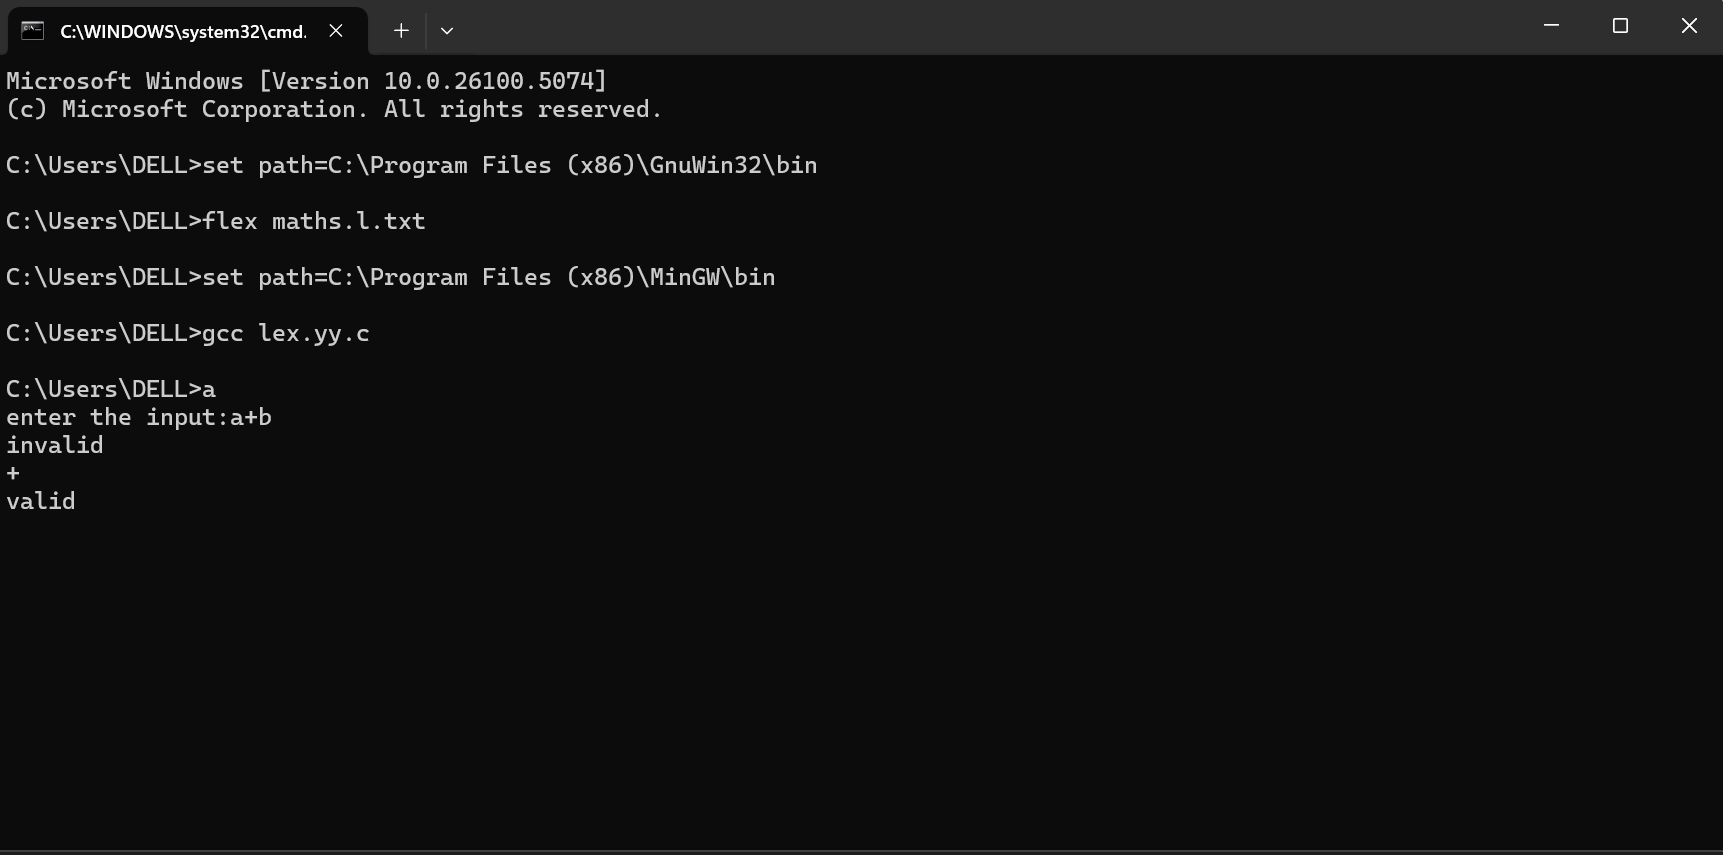 C:\WINDOWS\system32\cmd.
Microsoft Windows [Version 10.0.26100.5074]
(c) Microsoft Corporation. All rights reserved.
C:\Users\DELL>set path=C:\Program Files (x86)\GnuWin32\bin
C:\Users\DELL>flex maths.l.txt
C:\Users\DELL>set path=C:\Program Files (x86)\MinGW\bin
C:\Users\DELL>gcc lex.yy.c
C:\Users\DELL>a
enter the input:a+b
invalid
+
valid